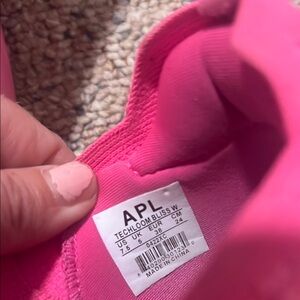 APL
TECHLOOM BLISS W
US UK EUR CM
7.5 5 38 24
MADE IN CHINA